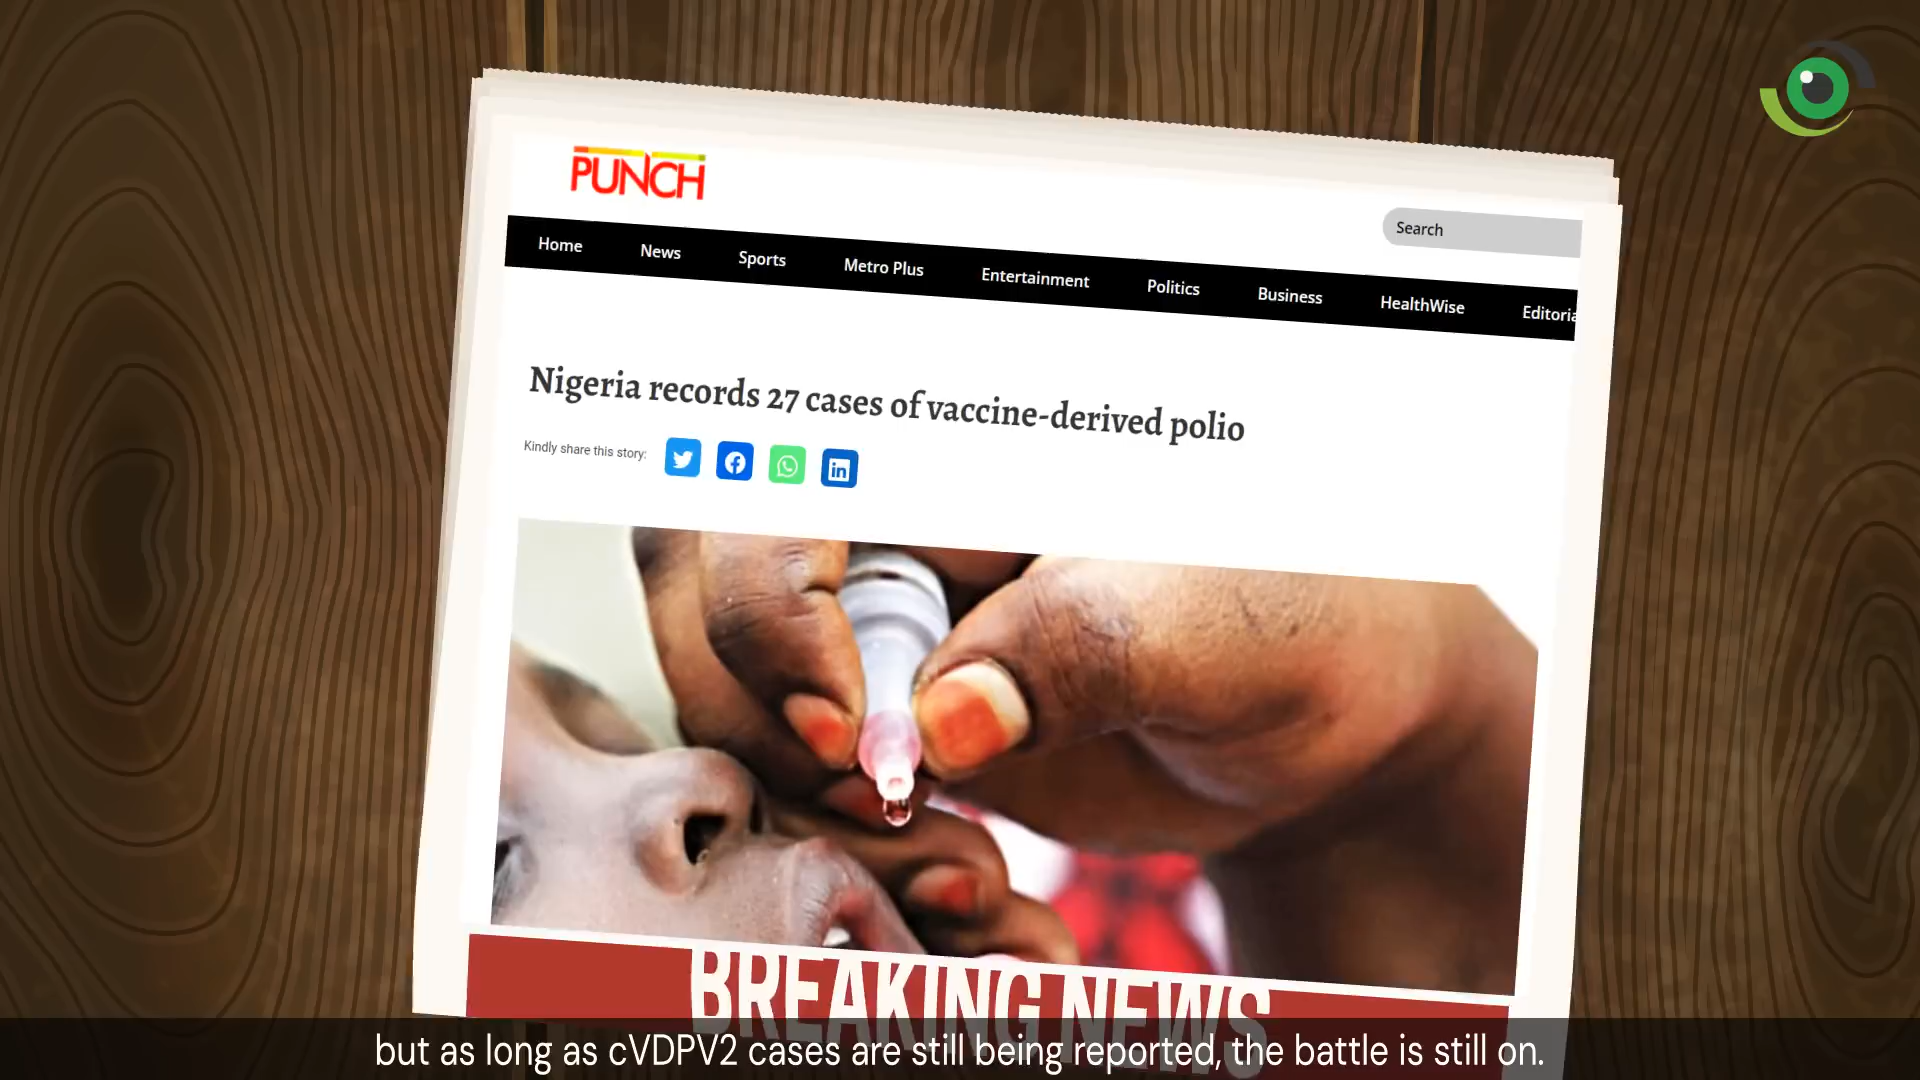 PUNCH
Search
Home News Sports Metro Plus Entertainment Politics Business HealthWise Editoria
Nigeria records 27 cases of vaccine-derived polio
Kindly share this story:
BREAKING NEWS
but as long as cVDPV2 cases are still being reported, the battle is still on.